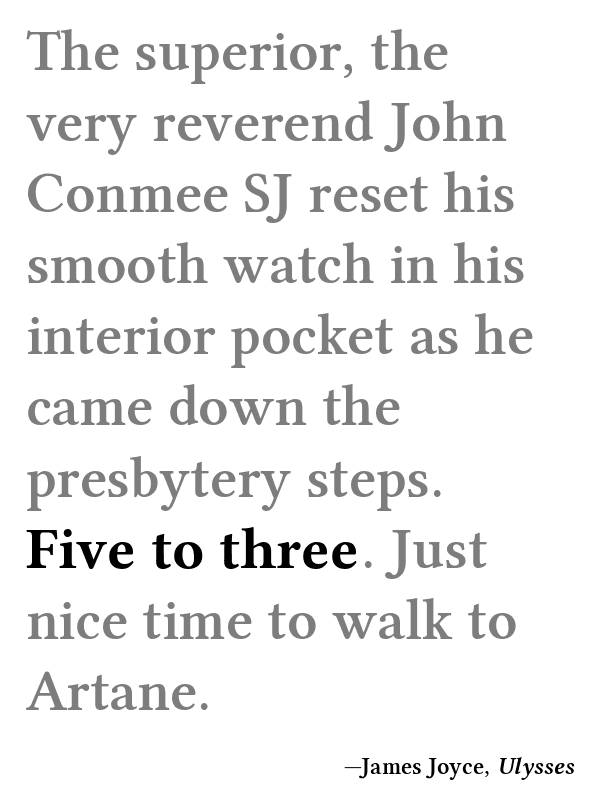 The superior, the
very reverend John
Conmee SJ reset his
smooth watch in his
interior pocket as he
came down the
presbytery steps.
Five to three. Just
nice time to walk to
Artane.
—James Joyce, Ulysses